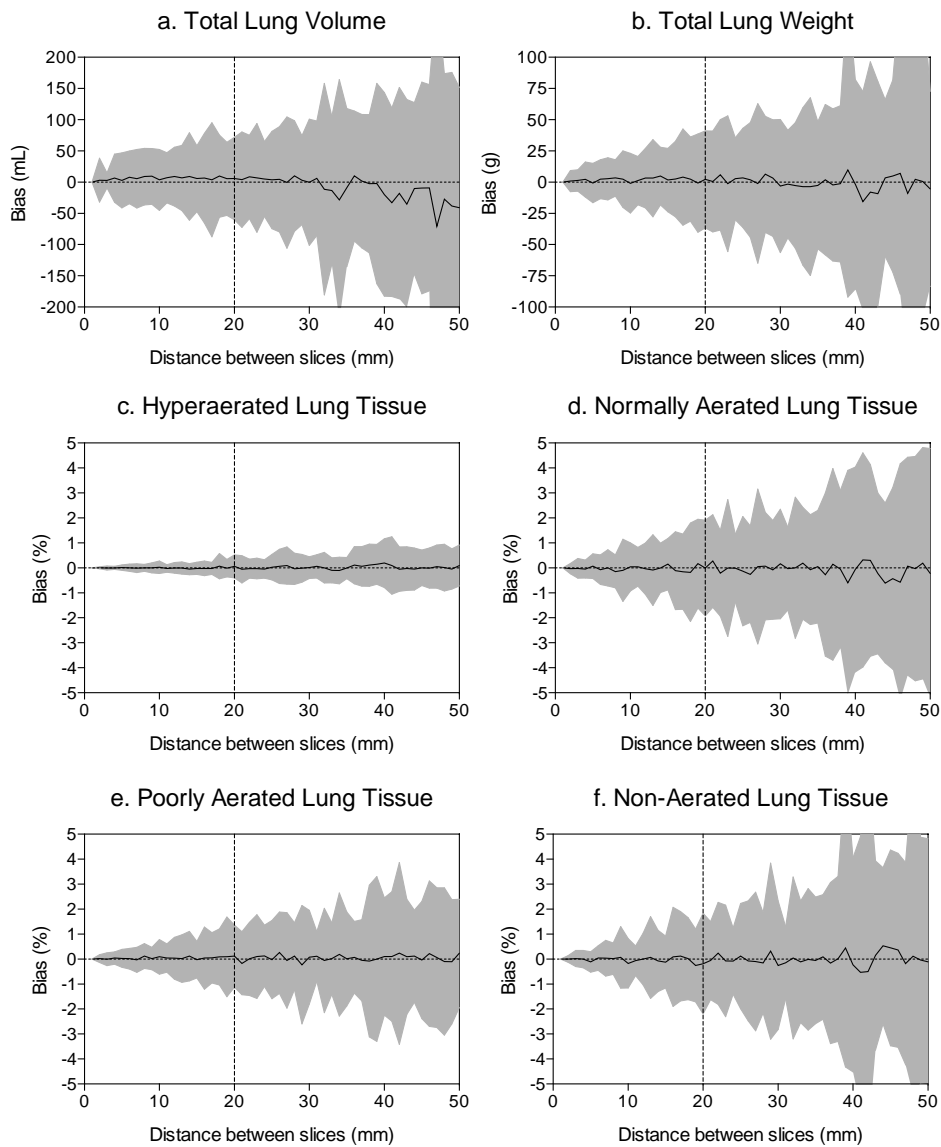 a. Total Lung Volume
200
150
100
50
0
-50
-100
-150
-200
Bias (mL)
0 10 20 30 40 50
Distance between slices (mm)
b. Total Lung Weight
100
75
50
25
0
-25
-50
-75
-100
Bias (g)
0 10 20 30 40 50
Distance between slices (mm)
c. Hyperaerated Lung Tissue
5
4
3
2
1
0
-1
-2
-3
-4
-5
Bias (%)
0 10 20 30 40 50
Distance between slices (mm)
d. Normally Aerated Lung Tissue
5
4
3
2
1
0
-1
-2
-3
-4
-5
Bias (%)
0 10 20 30 40 50
Distance between slices (mm)
e. Poorly Aerated Lung Tissue
5
4
3
2
1
0
-1
-2
-3
-4
-5
Bias (%)
0 10 20 30 40 50
Distance between slices (mm)
f. Non-Aerated Lung Tissue
5
4
3
2
1
0
-1
-2
-3
-4
-5
Bias (%)
0 10 20 30 40 50
Distance between slices (mm)